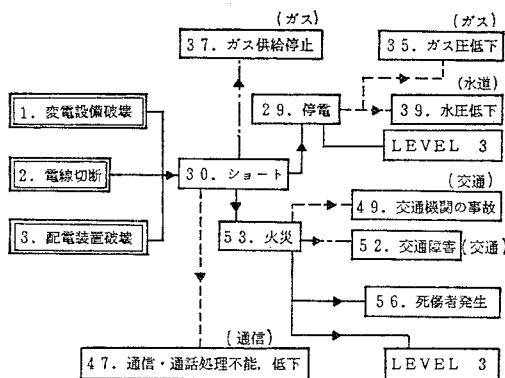 (ガス)
37.ガス供給停止
(ガス)
35.ガス圧低下
(水道)
29.停電
39.水圧低下
1.変電設備破壊
LEVEL 3
2.電線切断
30.ショート
(交通)
49.交通機関の事故
3.配電装置破壊
53.火災
52.交通障害
(交通)
56.死傷者発生
(通信)
47.通信・通話処理不能,低下
LEVEL 3